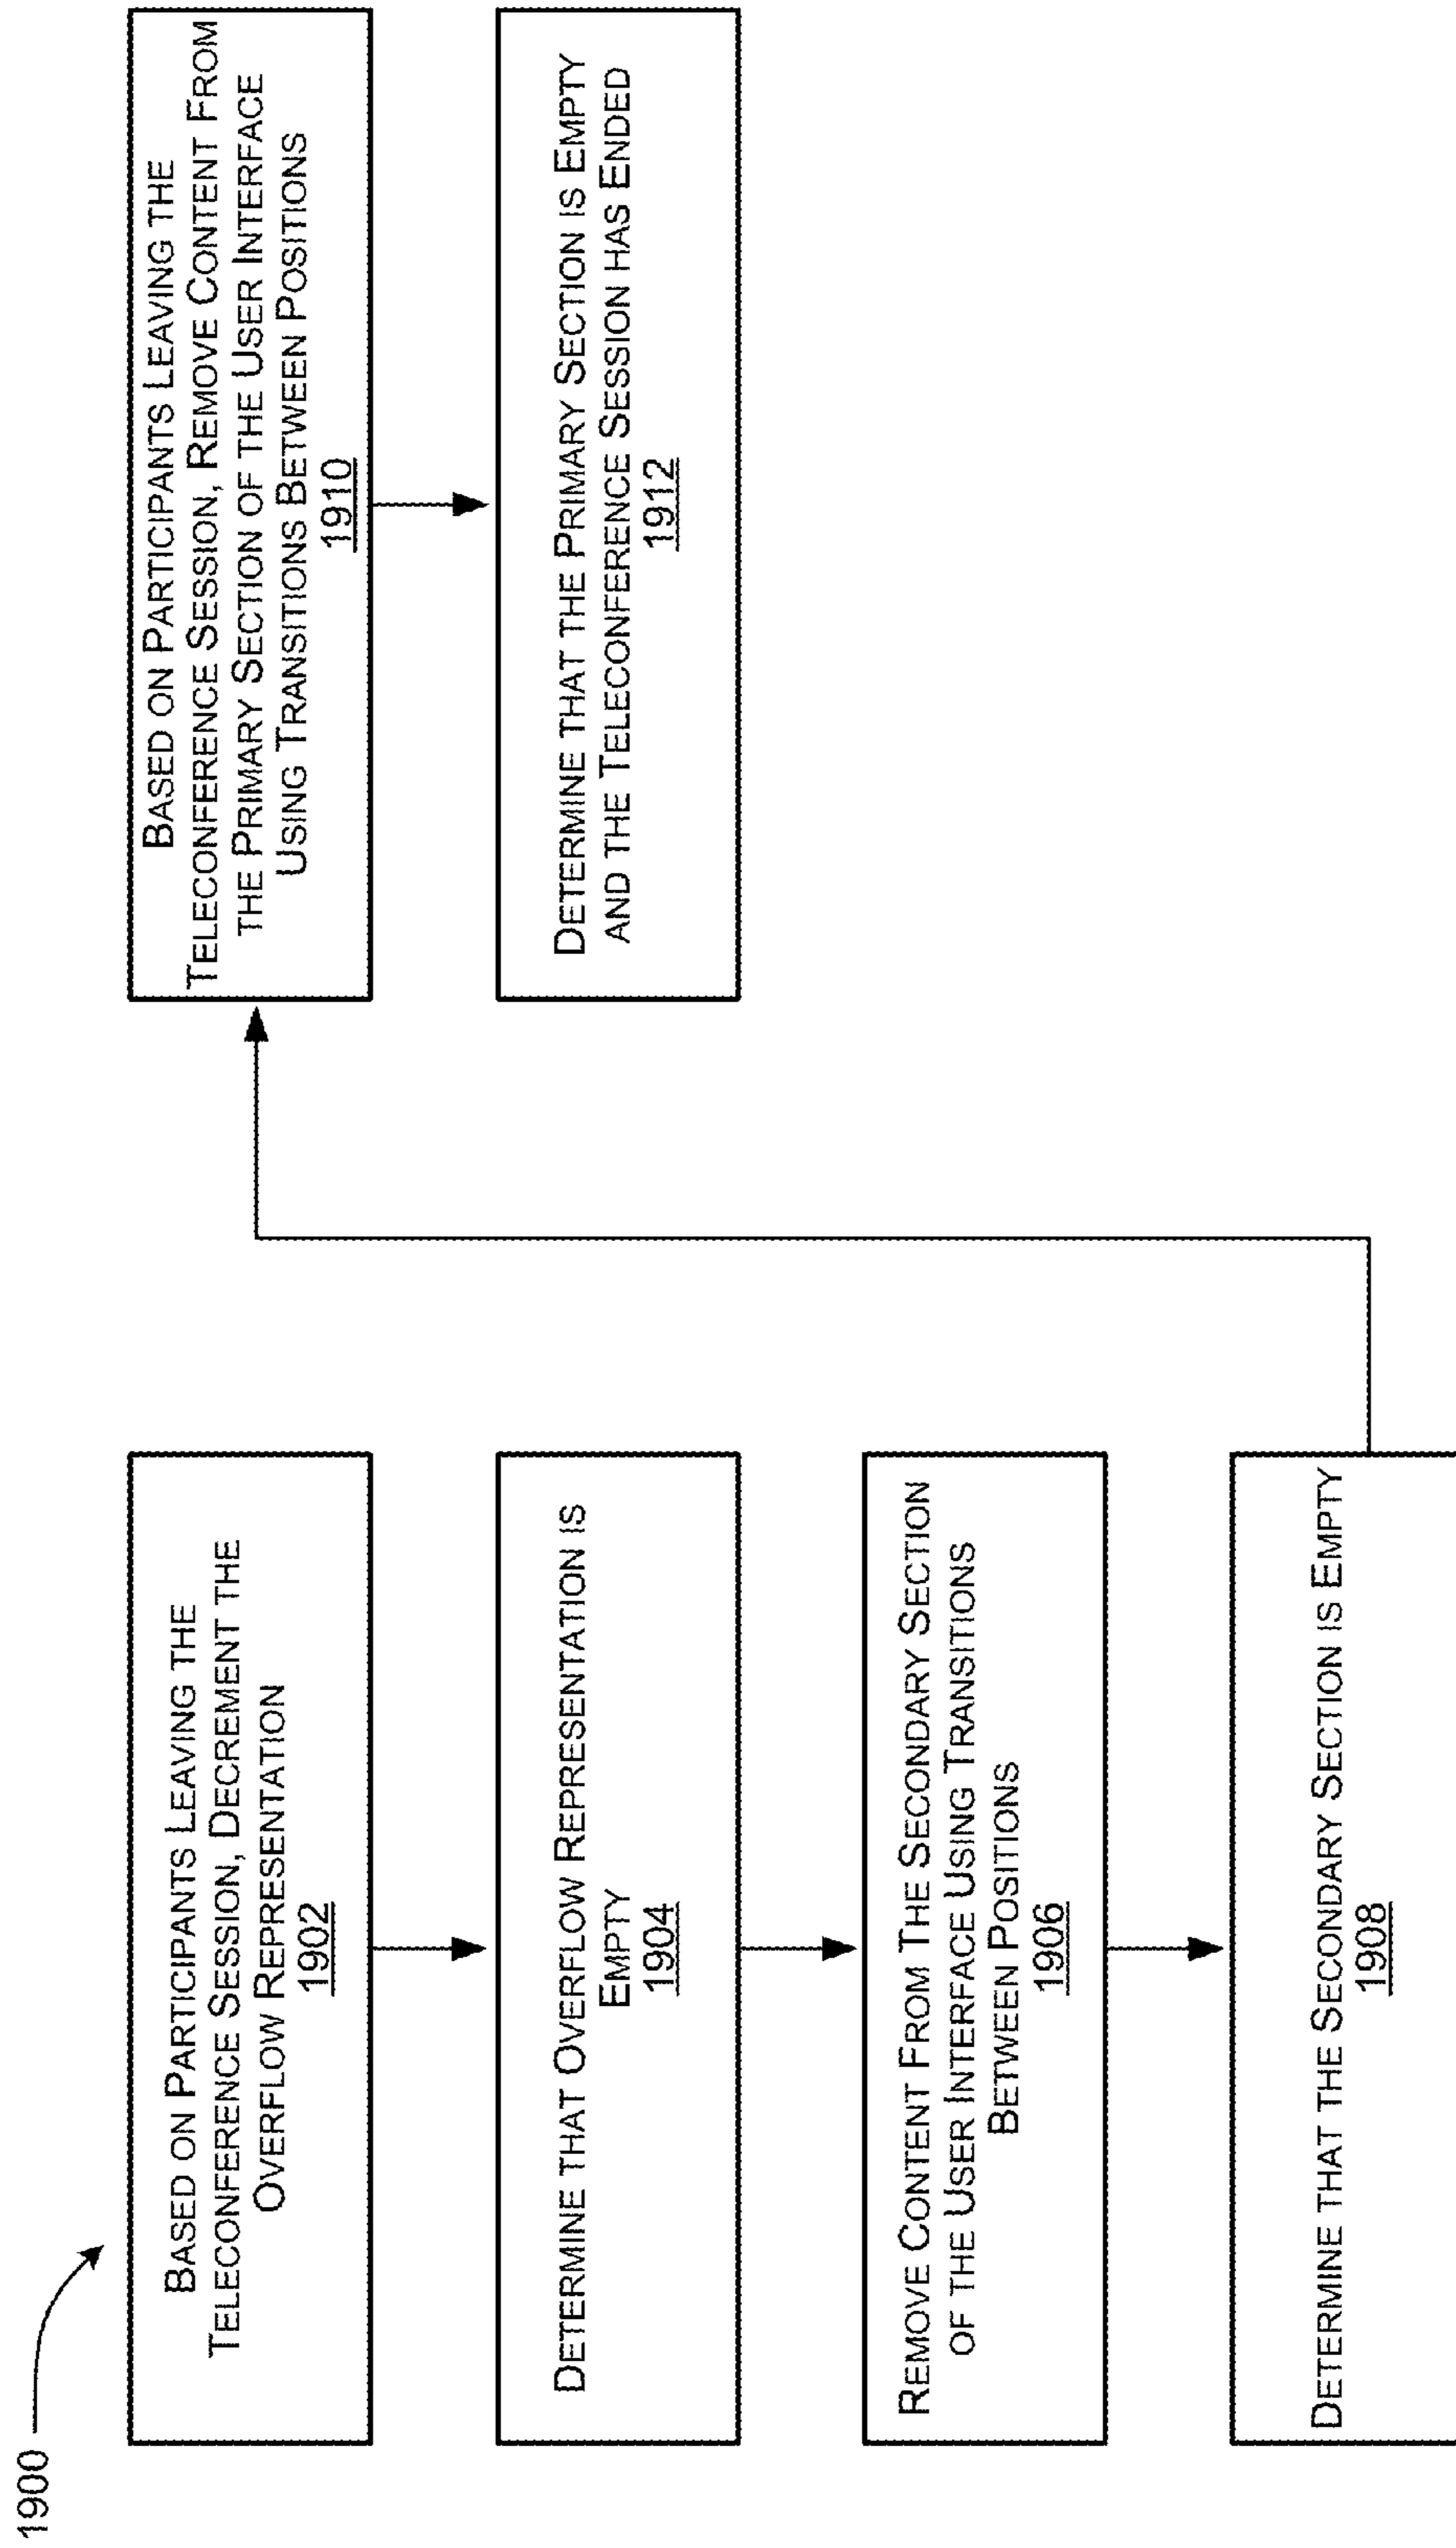 1900
BASED ON PARTICIPANTS LEAVING THE
TELECONFERENCE SESSION, DECREMENT THE
OVERFLOW REPRESENTATION
1902
DETERMINE THAT OVERFLOW REPRESENTATION IS
EMPTY
1904
REMOVE CONTENT FROM THE SECONDARY SECTION
OF THE USER INTERFACE USING TRANSITIONS
BETWEEN POSITIONS
1906
DETERMINE THAT THE SECONDARY SECTION IS EMPTY
1908
BASED ON PARTICIPANTS LEAVING THE
TELECONFERENCE SESSION, REMOVE CONTENT FROM
THE PRIMARY SECTION OF THE USER INTERFACE
USING TRANSITIONS BETWEEN POSITIONS
1910
DETERMINE THAT THE PRIMARY SECTION IS EMPTY
AND THE TELECONFERENCE SESSION HAS ENDED
1912